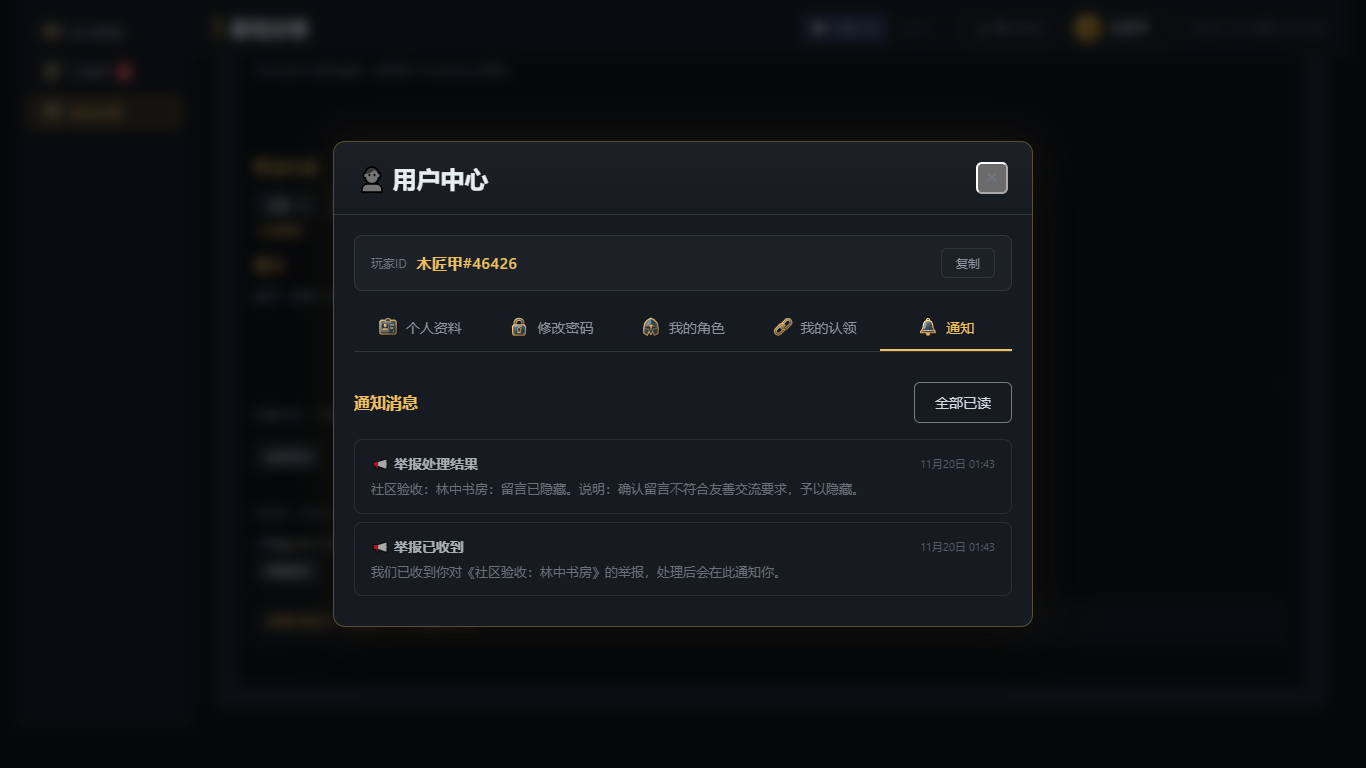 用户中心
×
玩家ID 木匠甲#46426 复制
个人资料 修改密码 我的角色 我的认领 通知
通知消息 全部已读
举报处理结果 11月20日 01:43
社区验收：林中书房：留言已隐藏。说明：确认留言不符合友善交流要求，予以隐藏。
举报已收到 11月20日 01:43
我们已收到你对《社区验收：林中书房》的举报，处理后会在此通知你。